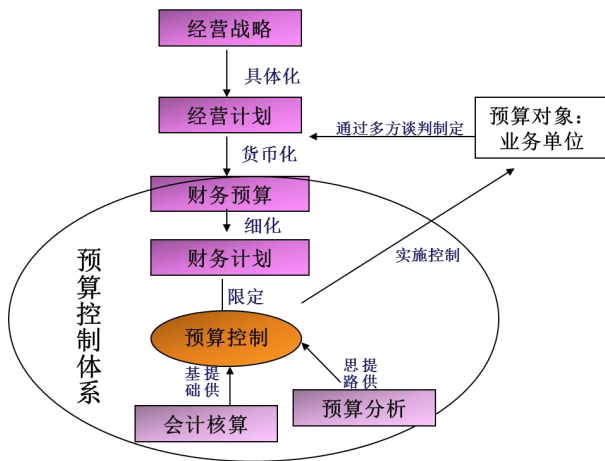 经营战略
具体化
经营计划
通过多方谈判制定
预算对象：
业务单位
货币化
财务预算
细化
财务计划
实施控制
限定
预算控制体系
预算控制
提供
基础
提供
思路
会计核算
预算分析